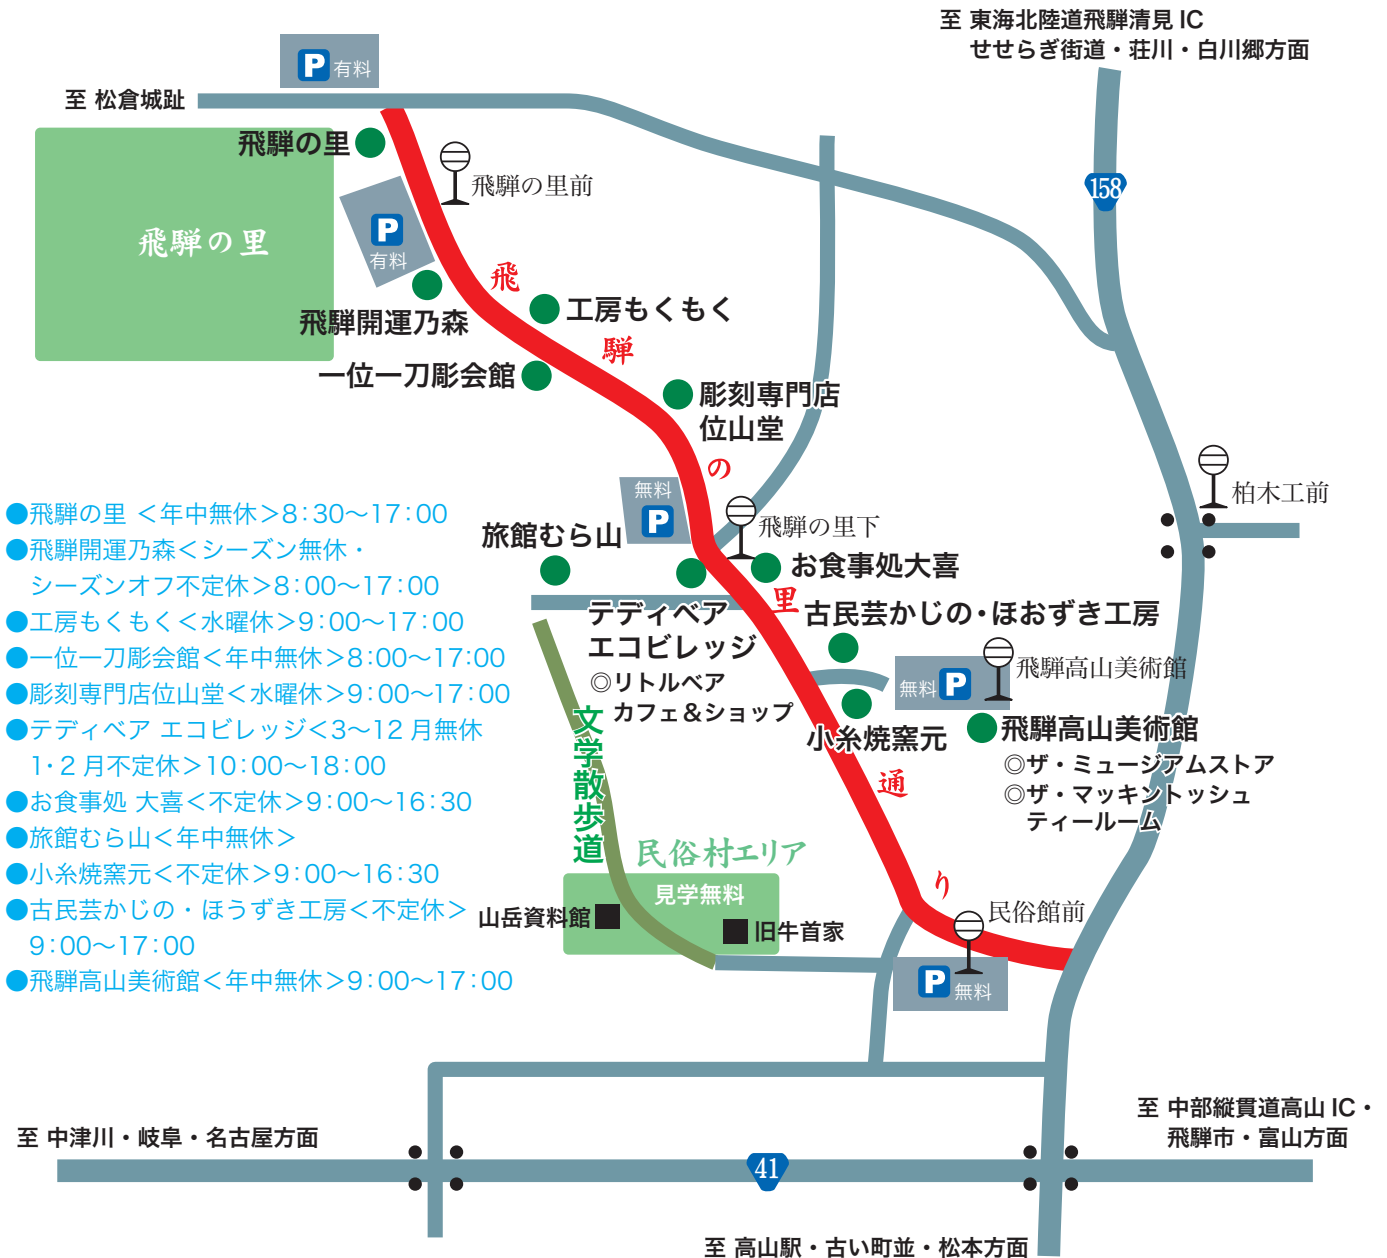 至 東海北陸道飛騨清見 IC
せせらぎ街道・荘川・白川郷方面
P 有料
至 松倉城趾
飛騨の里
飛騨の里前
158
飛騨の里
P
有料
飛騨開運乃森
工房もくもく
一位一刀彫会館
彫刻専門店
位山堂
飛騨の里通り
柏木工前
無料
P
飛騨の里下
旅館むら山
お食事処大喜
テディベア
エコビレッジ
◎リトルベア
カフェ&ショップ
古民芸かじの・ほおずき工房
無料 P
飛騨高山美術館
小糸焼窯元
飛騨高山美術館
◎ザ・ミュージアムストア
◎ザ・マッキントッシュ
ティールーム
文学散歩道
民俗村エリア
見学無料
山岳資料館
旧牛首家
民俗館前
P 無料
●飛騨の里 <年中無休>8:30〜17:00
●飛騨開運乃森<シーズン無休・
シーズンオフ不定休>8:00〜17:00
●工房もくもく<水曜休>9:00〜17:00
●一位一刀彫会館<年中無休>8:00〜17:00
●彫刻専門店位山堂<水曜休>9:00〜17:00
●テディベア エコビレッジ<3〜12 月無休
1・2 月不定休>10:00〜18:00
●お食事処 大喜<不定休>9:00〜16:30
●旅館むら山<年中無休>
●小糸焼窯元<不定休>9:00〜16:30
●古民芸かじの・ほうずき工房<不定休>
9:00〜17:00
●飛騨高山美術館<年中無休>9:00〜17:00
至 中津川・岐阜・名古屋方面
41
至 中部縦貫道高山 IC・
飛騨市・富山方面
至 高山駅・古い町並・松本方面